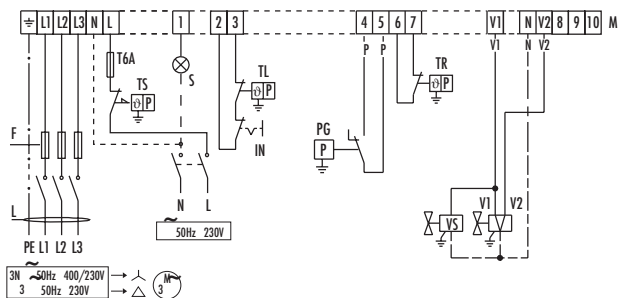 L1 L2 L3 N L 1 2 3 4 5 6 7 V1 N V2 8 9 10 M
P P V1 N V2
T6A
S
TS
ϑ P
TL
ϑ P
TR
ϑ P
IN
PG
P
F
N L
~
50Hz 230V
V1 V2
VS
L
PE L1 L2 L3
~
3N ~ 50Hz 400/230V
3 50Hz 230V
M ~
3